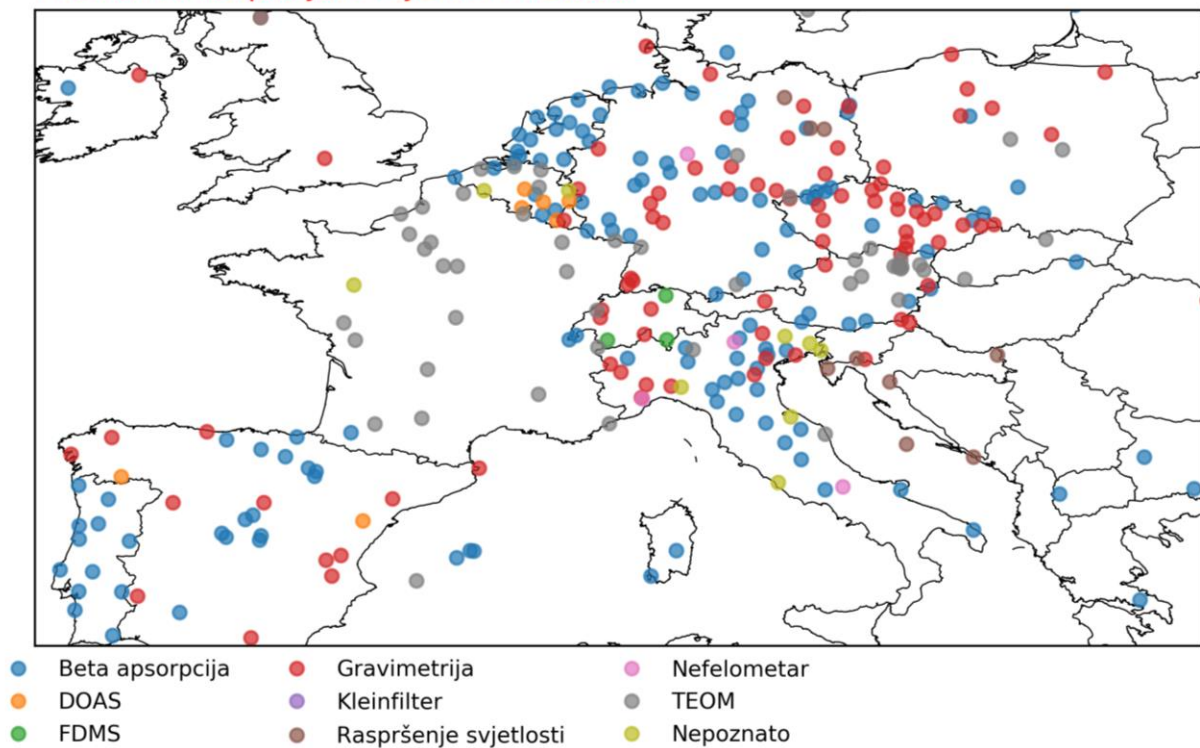 Beta apsorpcija
DOAS
FDMS
Gravimetrija
Kleinfilter
Raspršenje svjetlosti
Nefelometar
TEOM
Nepoznato